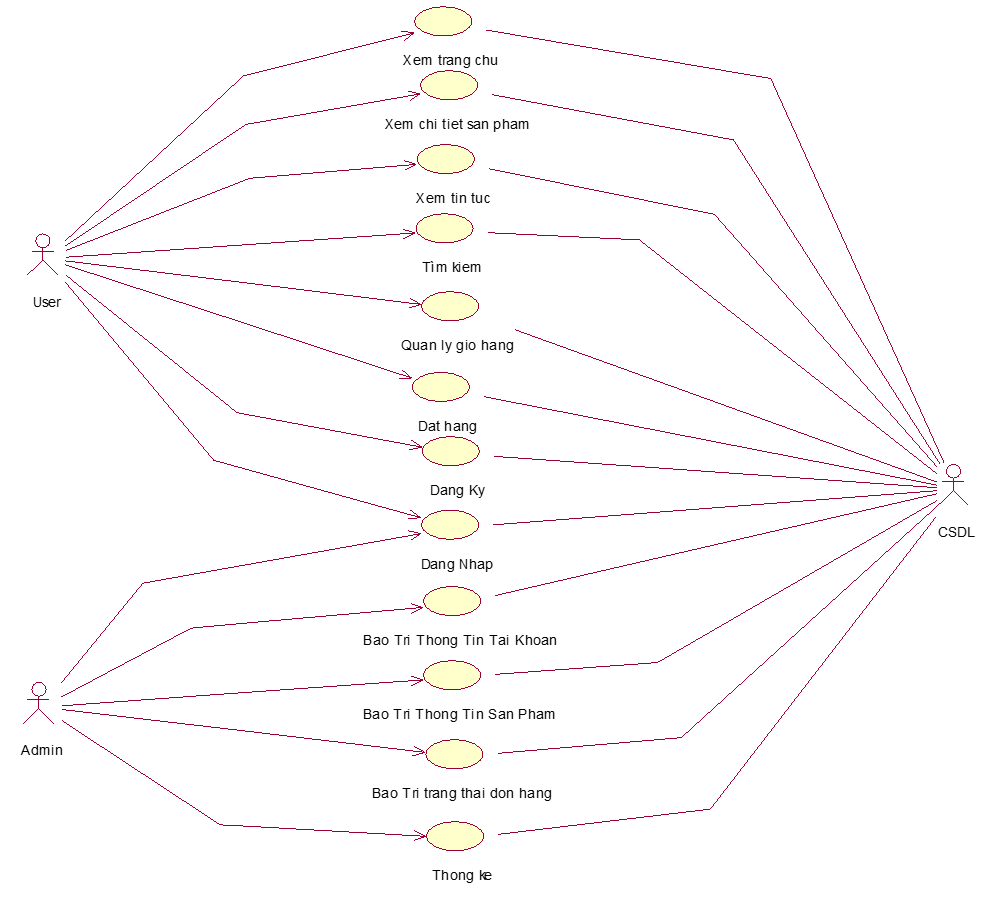 Xem trang chu
Xem chi tiet san pham
Xem tin tuc
Tìm kiem
User
Quan ly gio hang
Dat hang
Dang Ky
CSDL
Dang Nhap
Bao Tri Thong Tin Tai Khoan
Bao Tri Thong Tin San Pham
Admin
Bao Tri trang thai don hang
Thong ke